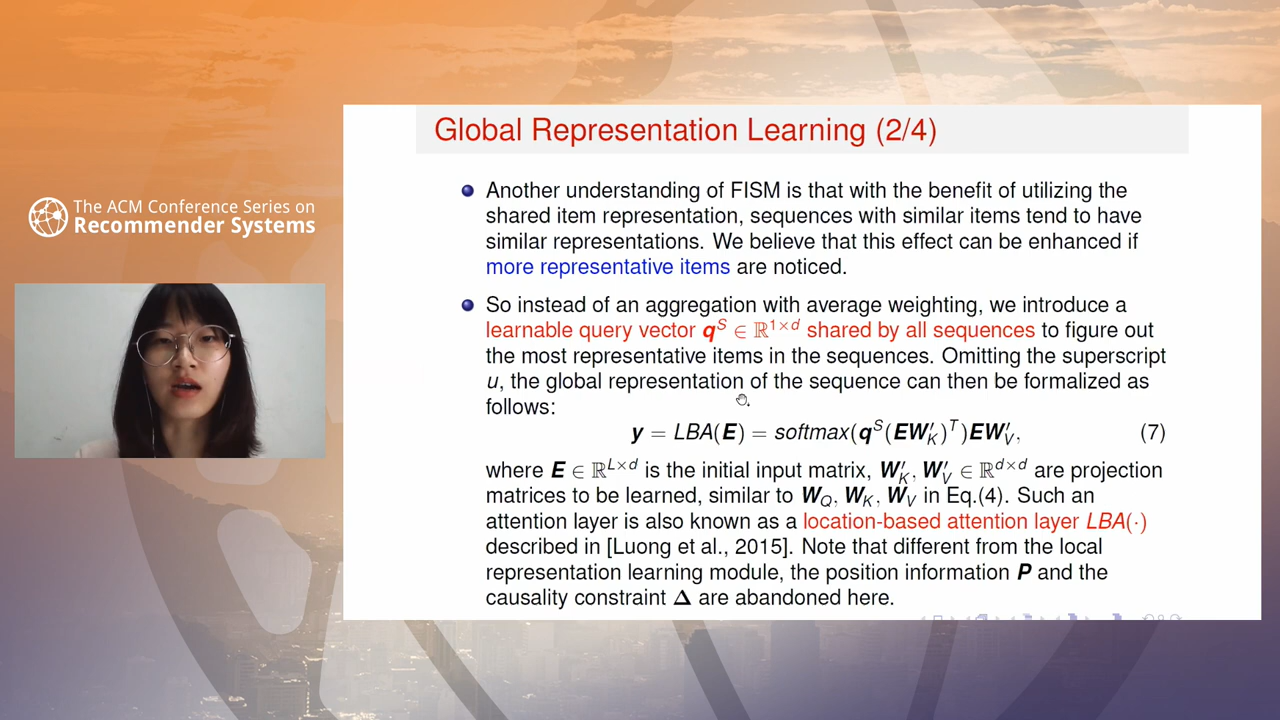 The ACM Conference Series on
Recommender Systems
Global Representation Learning (2/4)
Another understanding of FISM is that with the benefit of utilizing the
shared item representation, sequences with similar items tend to have
similar representations. We believe that this effect can be enhanced if
more representative items are noticed.
So instead of an aggregation with average weighting, we introduce a
learnable query vector q^S ∈ ℝ^{1×d} shared by all sequences to figure out
the most representative items in the sequences. Omitting the superscript
u, the global representation of the sequence can then be formalized as
follows:
y = LBA(E) = softmax(q^S(EW′_K)^T)EW′_V, (7)
where E ∈ ℝ^{L×d} is the initial input matrix, W′_K, W′_V ∈ ℝ^{d×d} are projection
matrices to be learned, similar to W_Q, W_K, W_V in Eq.(4). Such an
attention layer is also known as a location-based attention layer LBA(·)
described in [Luong et al., 2015]. Note that different from the local
representation learning module, the position information P and the
causality constraint Δ are abandoned here.